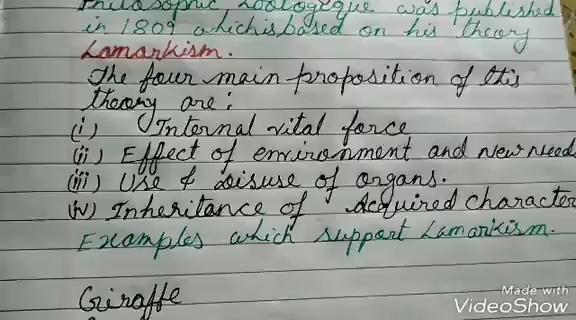 Philosophic Zoologyque was published
in 1809 which is based on his theory
Lamarkism.
The four main proposition of this
theory are:
(i) Internal vital force
(ii) Effect of environment and New need
(iii) Use & Disuse of organs.
(iv) Inheritance of Acquired character
Examples which support Lamarkism.
Giraffe
Made with
VideoShow